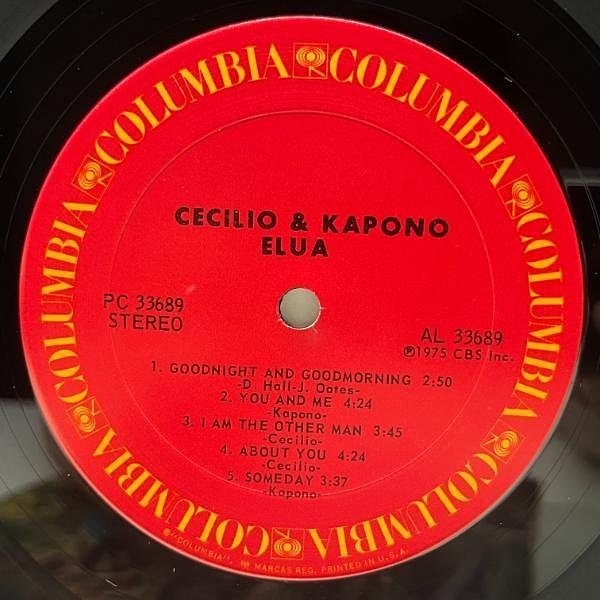 COLUMBIA COLUMBIA COLUMBIA COLUMBIA COLUMBIA COLUMBIA COLUMBIA COLUMBIA
CECILIO & KAPONO
ELUA
PC 33689
STEREO
AL 33689
℗1975 CBS Inc.
1. GOODNIGHT AND GOODMORNING 2:50
-D. Hall-J. Oates-
2. YOU AND ME 4:24
-Kapono-
3. I AM THE OTHER MAN 3:45
-Cecilio-
4. ABOUT YOU 4:24
-Cecilio-
5. SOMEDAY 3:37
-Kapono-
®"COLUMBIA", MARCAS REG. PRINTED IN U.S.A.